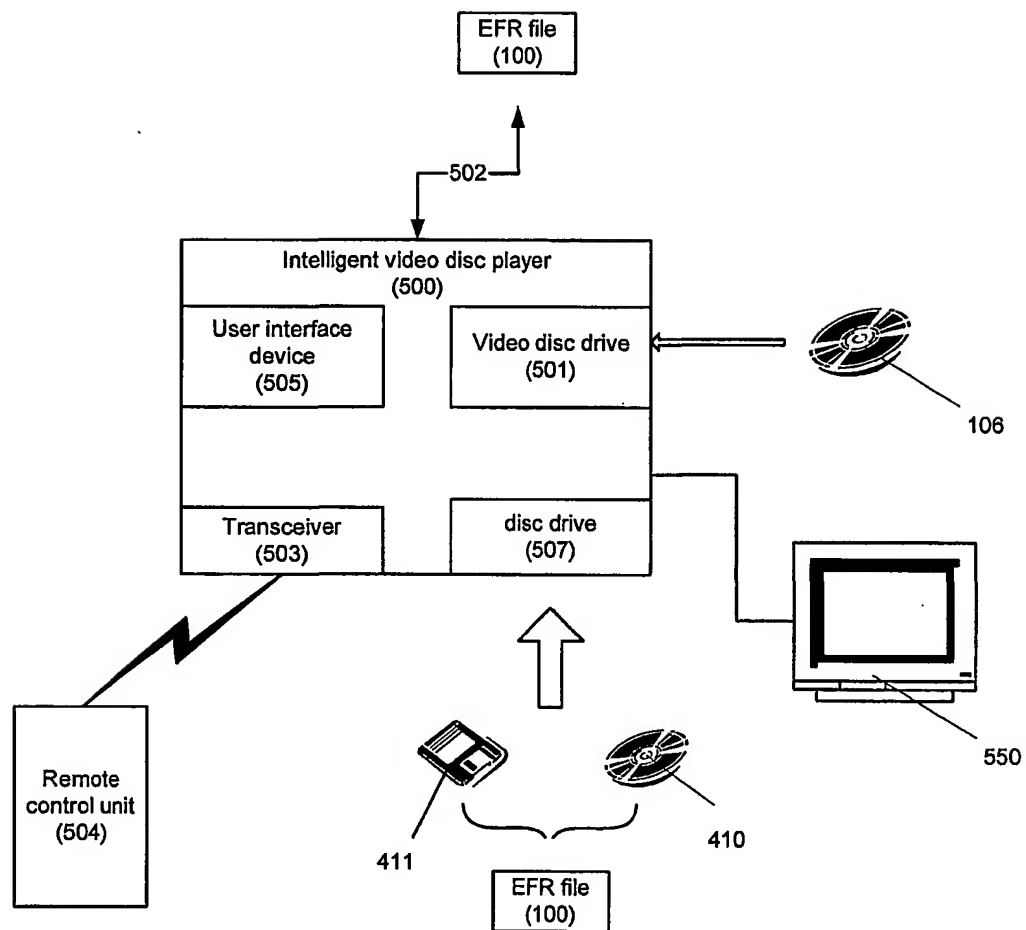 EFR file
(100)
502
Intelligent video disc player
(500)
User interface
device
(505)
Video disc drive
(501)
106
Transceiver
(503)
disc drive
(507)
550
Remote
control unit
(504)
411
410
EFR file
(100)